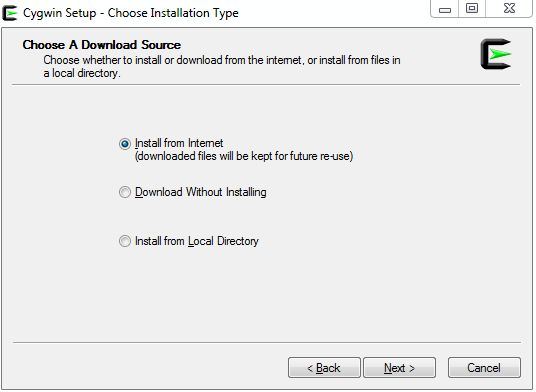 Cygwin Setup - Choose Installation Type
Choose A Download Source
Choose whether to install or download from the internet, or install from files in
a local directory.
Install from Internet
(downloaded files will be kept for future re-use)
Download Without Installing
Install from Local Directory
< Back
Next >
Cancel